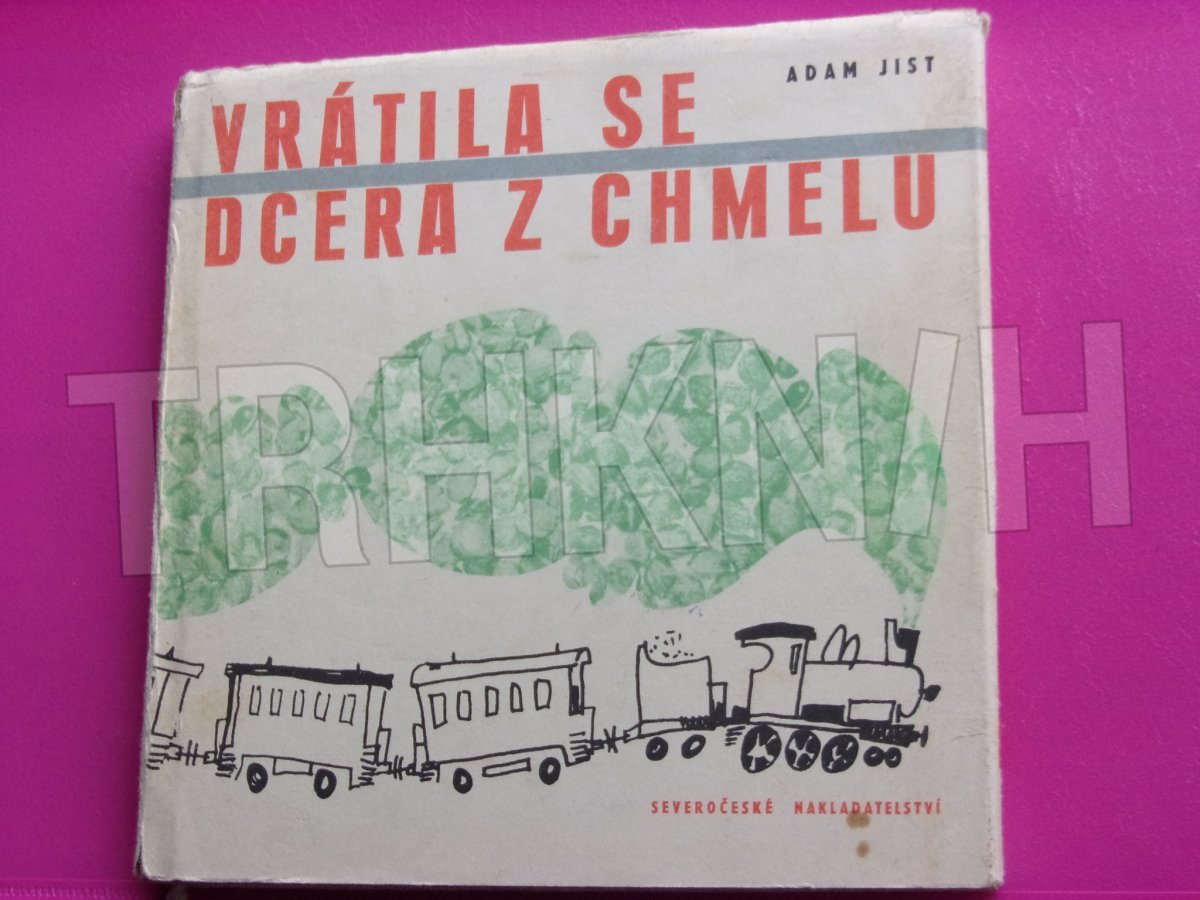 ADAM JIST
VRÁTILA SE
DCERA Z CHMELU
TRHKNIH
SEVEROČESKÉ NAKLADATELSTVÍ